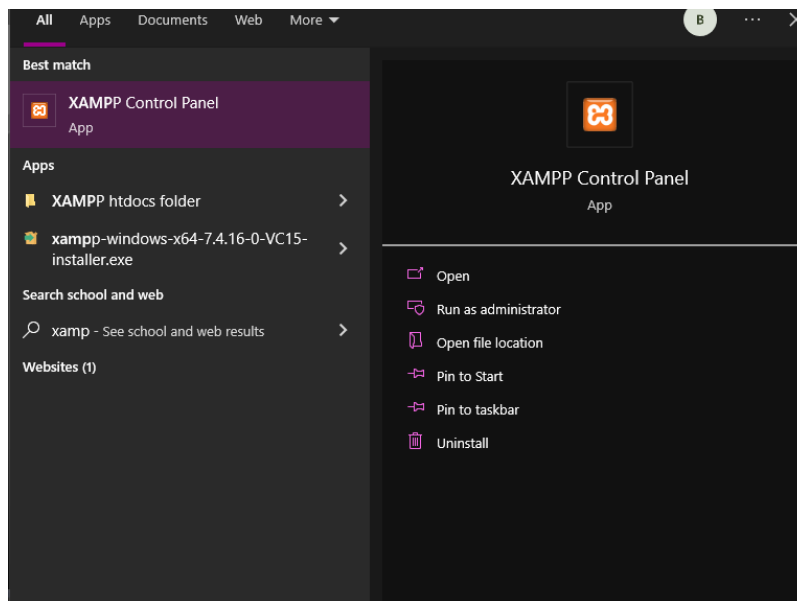 All Apps Documents Web More
B
Best match
XAMPP Control Panel
App
Apps
XAMPP htdocs folder
xampp-windows-x64-7.4.16-0-VC15-
installer.exe
Search school and web
xamp - See school and web results
Websites (1)
XAMPP Control Panel
App
Open
Run as administrator
Open file location
Pin to Start
Pin to taskbar
Uninstall